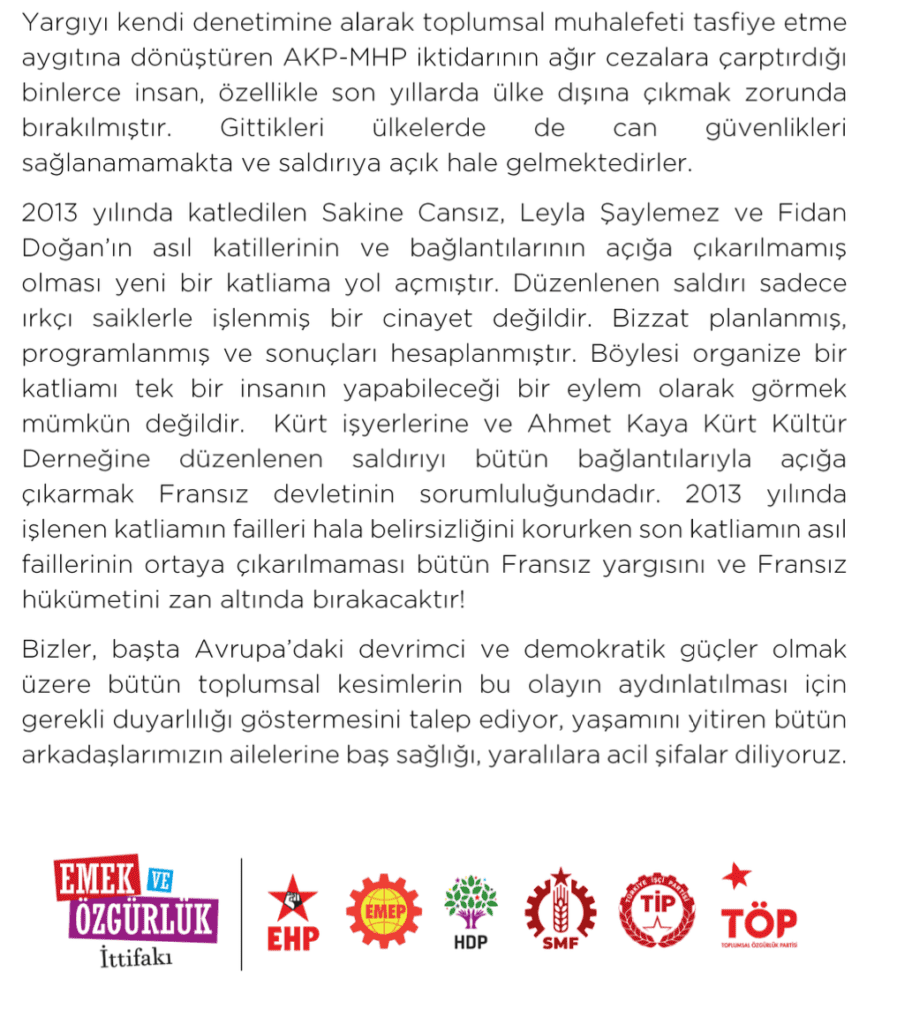 Yargıyı kendi denetimine alarak toplumsal muhalefeti tasfiye etme
aygıtına dönüştüren AKP-MHP iktidarının ağır cezalara çarptırdığı
binlerce insan, özellikle son yıllarda ülke dışına çıkmak zorunda
bırakılmıştır. Gittikleri ülkelerde de can güvenlikleri
sağlanamamakta ve saldırıya açık hale gelmektedirler.
2013 yılında katledilen Sakine Cansız, Leyla Şaylemez ve Fidan
Doğan’ın asıl katillerinin ve bağlantılarının açığa çıkarılmamış
olması yeni bir katliama yol açmıştır. Düzenlenen saldırı sadece
ırkçı saiklerle işlenmiş bir cinayet değildir. Bizzat planlanmış,
programlanmış ve sonuçları hesaplanmıştır. Böylesi organize bir
katliamı tek bir insanın yapabileceği bir eylem olarak görmek
mümkün değildir. Kürt işyerlerine ve Ahmet Kaya Kürt Kültür
Derneğine düzenlenen saldırıyı bütün bağlantılarıyla açığa
çıkarmak Fransız devletinin sorumluluğundadır. 2013 yılında
işlenen katliamın failleri hala belirsizliğini korurken son katliamın asıl
faillerinin ortaya çıkarılmaması bütün Fransız yargısını ve Fransız
hükümetini zan altında bırakacaktır!
Bizler, başta Avrupa’daki devrimci ve demokratik güçler olmak
üzere bütün toplumsal kesimlerin bu olayın aydınlatılması için
gerekli duyarlılığı göstermesini talep ediyor, yaşamını yitiren bütün
arkadaşlarımızın ailelerine baş sağlığı, yaralılara acil şifalar diliyoruz.
EMEK VE
ÖZGÜRLÜK
İttifakı
EHP
EMEP
HDP
SMF
TÜRKİYE İŞÇİ PARTİSİ
TİP
TÖP
TOPLUMSAL ÖZGÜRLÜK PARTİSİ